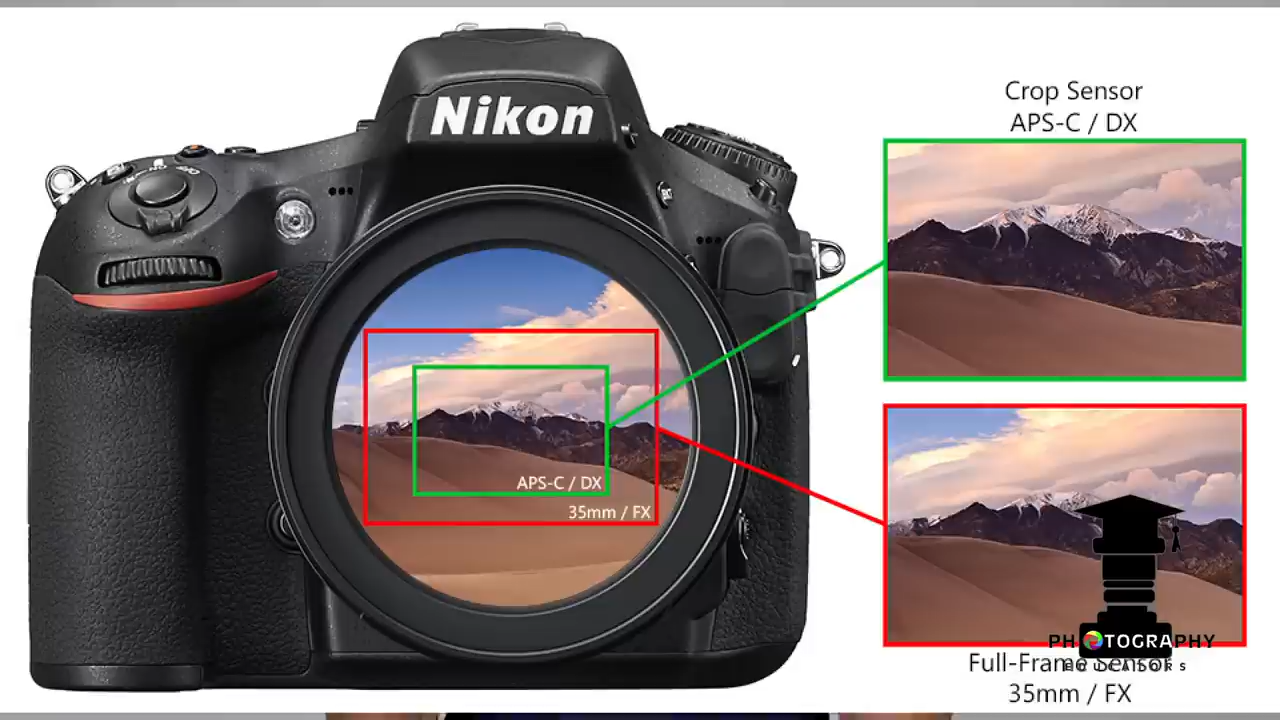 Nikon
APS-C / DX
35mm / FX
Crop Sensor
APS-C / DX
PHOTOGRAPHY
Full-Frame Sensor
35mm / FX